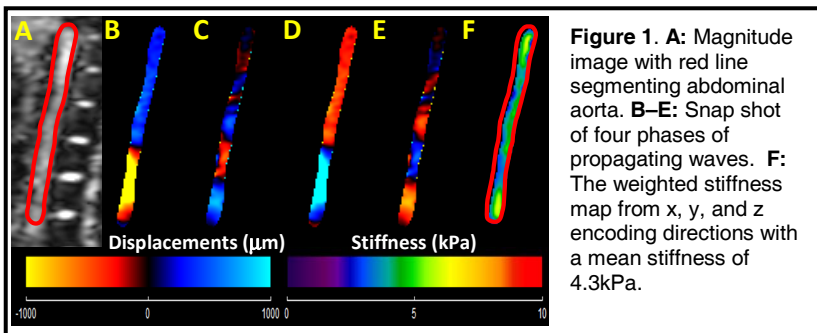 A B C D E F
Displacements (µm) Stiffness (kPa)
-1000 0 1000 0 5 10
Figure 1. A: Magnitude
image with red line
segmenting abdominal
aorta. B–E: Snap shot
of four phases of
propagating waves. F:
The weighted stiffness
map from x, y, and z
encoding directions with
a mean stiffness of
4.3kPa.